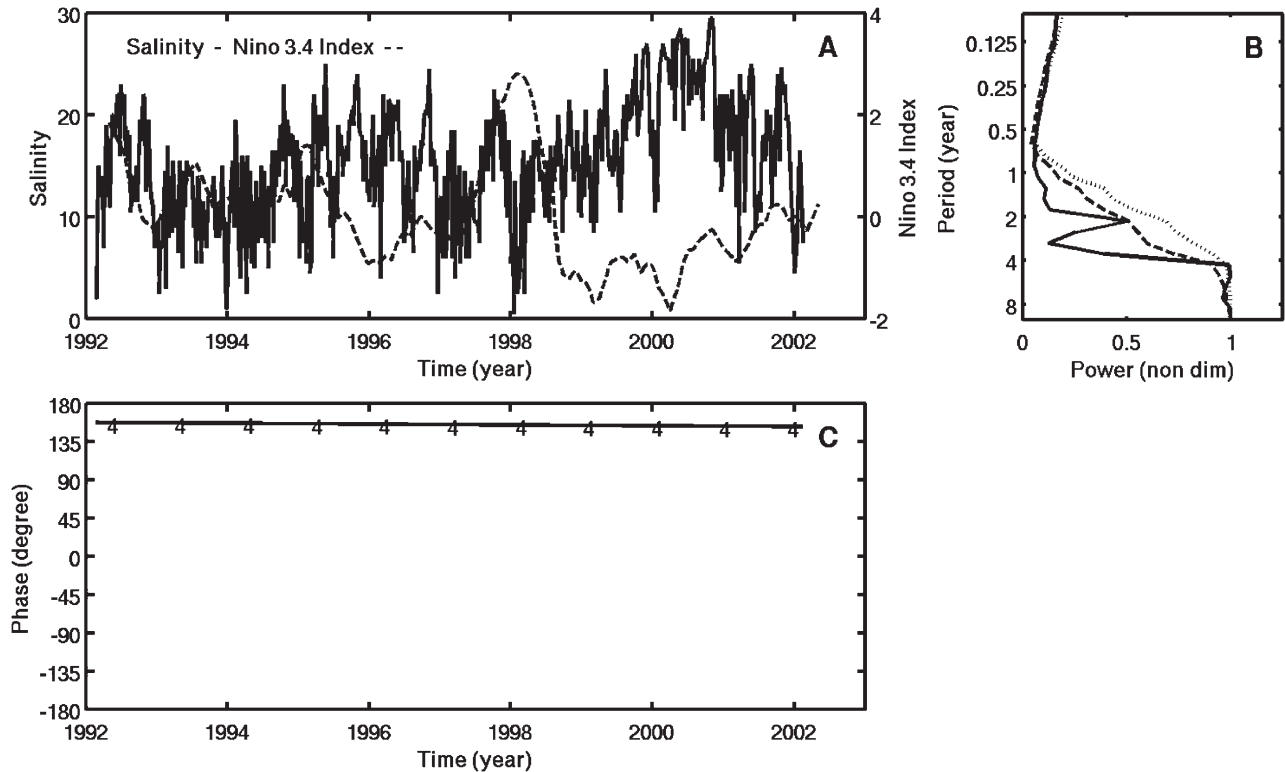 30
20
10
0
Salinity
Salinity - Nino 3.4 Index --
A
4
2
0
-2
Nino 3.4 Index
1992 1994 1996 1998 2000 2002
Time (year)
B
0.125
0.25
0.5
1
2
4
8
Period (year)
0 0.5 1
Power (non dim)
180
135
90
45
0
-45
-90
-135
-180
Phase (degree)
4 4 4 4 4 4 4 4 4 4 4
C
1992 1994 1996 1998 2000 2002
Time (year)